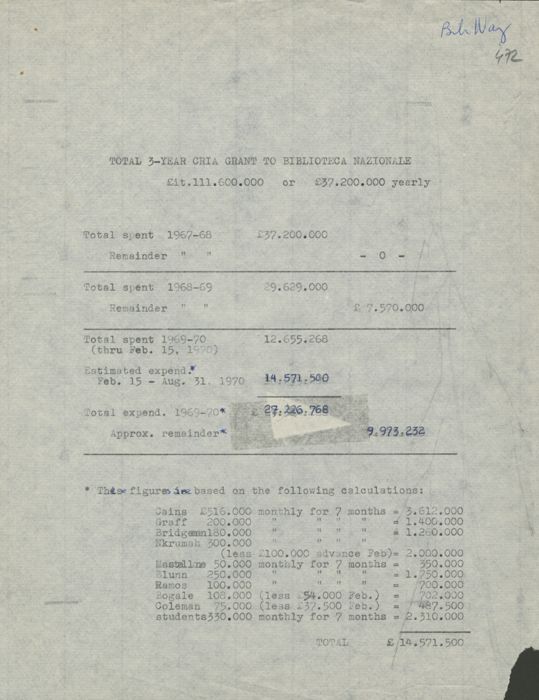 Bib Naz
472
TOTAL 3-YEAR CRIA GRANT TO BIBLIOTECA NAZIONALE
£it.111.600.000 or £37.200.000 yearly
Total spent 1967-68 £37.200.000
Remainder " " - 0 -
Total spent 1968-69 29.629.000
Remainder " " £ 7.570.000
Total spent 1969-70 12.655.268
(thru Feb. 15, 1970)
Estimated expend.*
Feb. 15 - Aug. 31. 1970 14.571.500
Total expend. 1969-70* £ 27.226.768
Approx. remainder* 9.973.232
* This figure is based on the following calculations:
Cains £516.000 monthly for 7 months = 3.612.000
Graff 200.000 " " " " = 1.400.000
Bridgeman180.000 " " " " = 1.260.000
Nkrumah 300.000
(less £100.000 advance Feb)= 2.000.000
50.000 monthly for 7 months = 350.000
Blunn 250.000 " " " " = 1.750.000
Ramos 100.000 " " " " = 700.000
Bogale 108.000 (less £54.000 Feb.) = 702.000
Coleman 75.000 (less £37.500 Feb.) = 487.500
students330.000 monthly for 7 months = 2.310.000
TOTAL £ 14.571.500